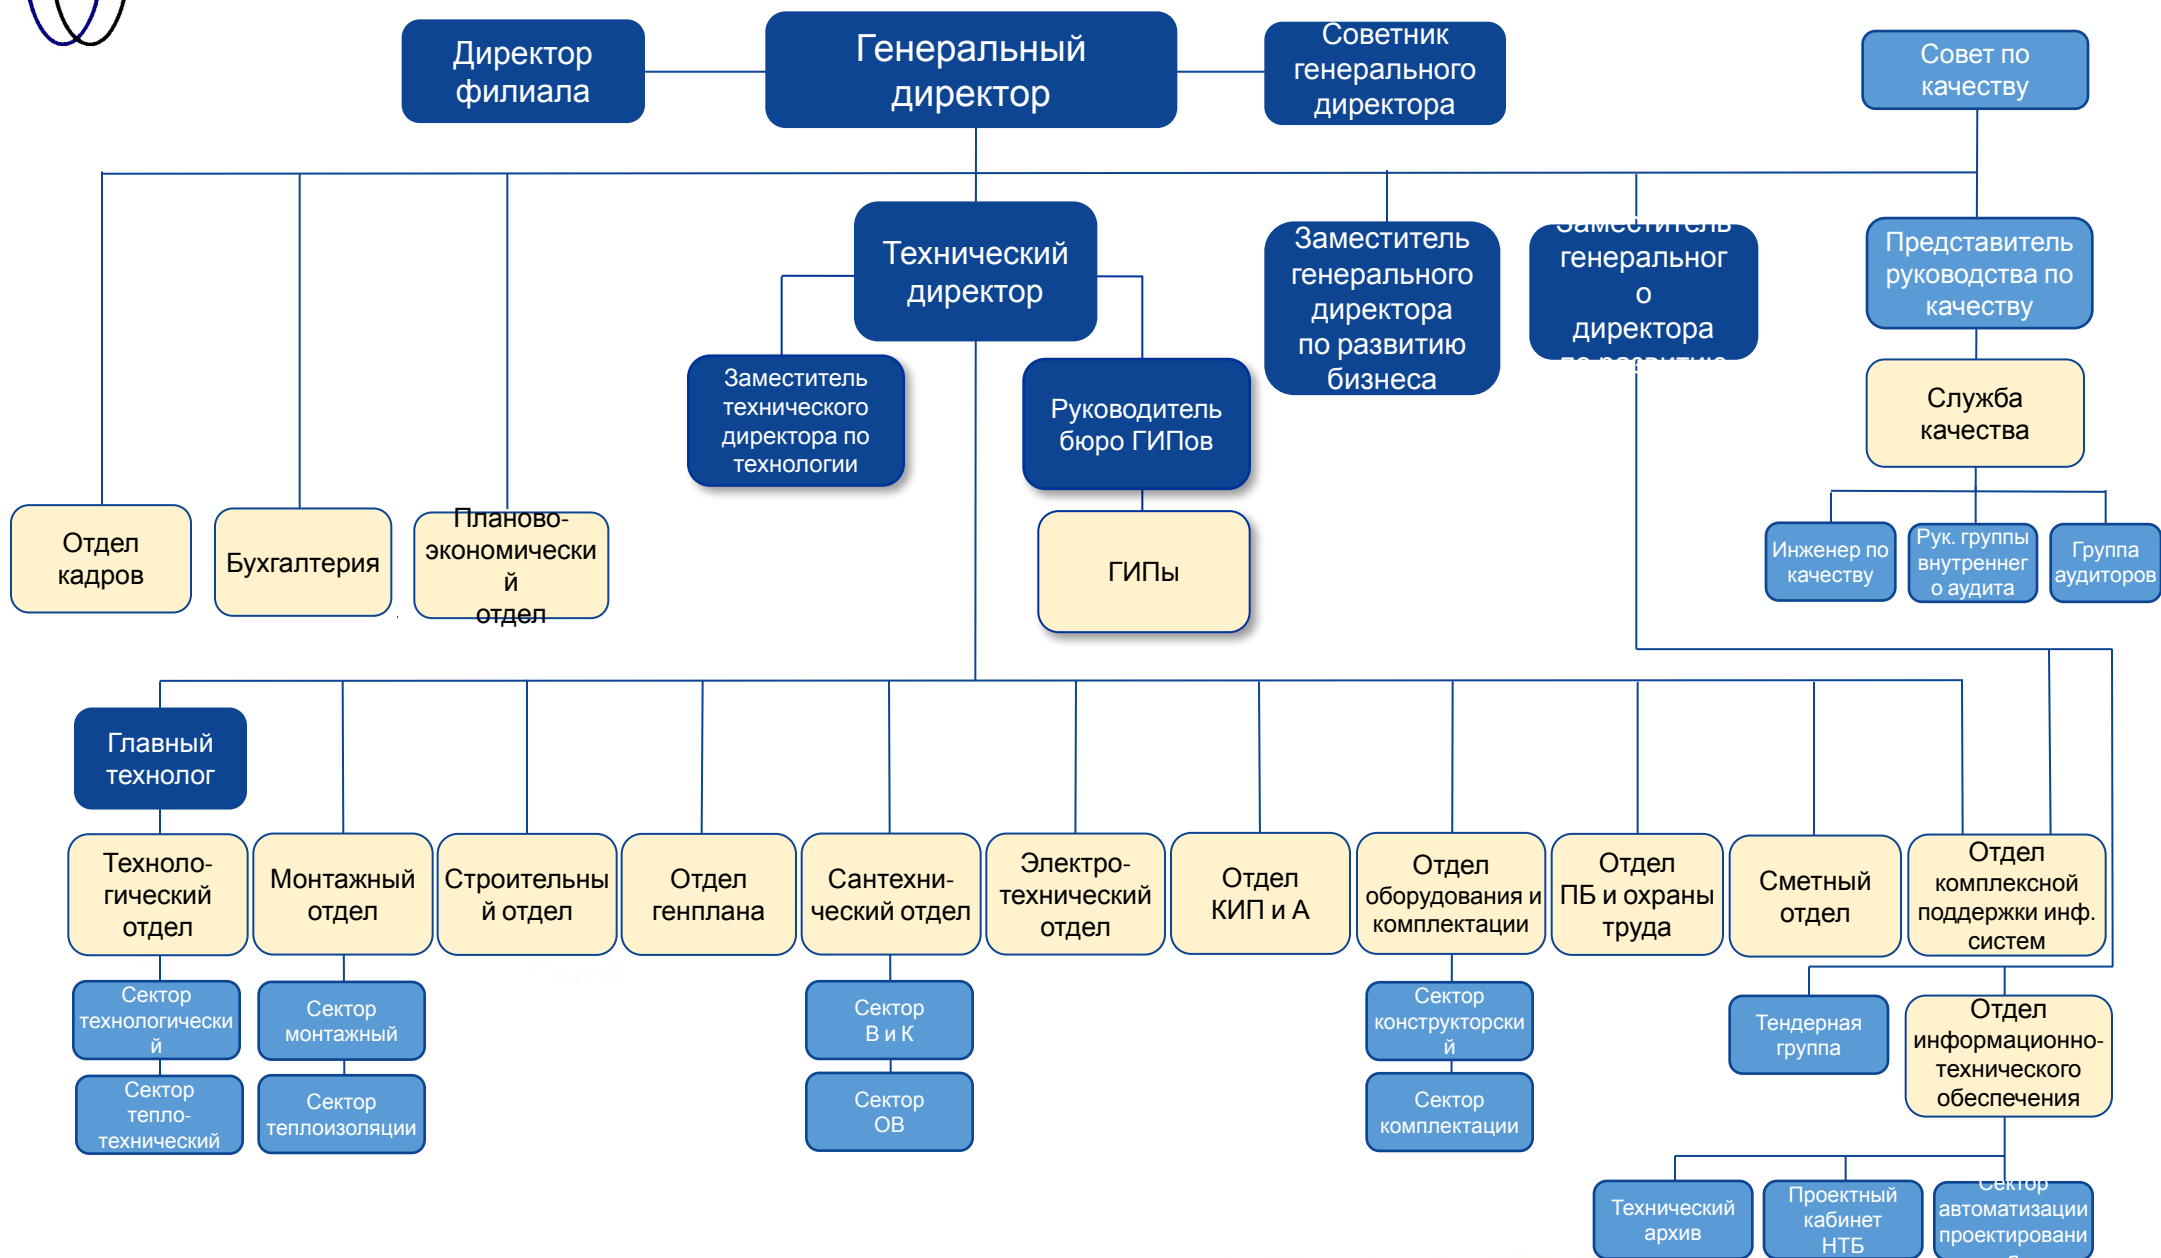 Директор
филиала
Генеральный
директор
Советник
генерального
директора
Совет по
качеству
Технический
директор
Заместитель
генерального
директора
по развитию
бизнеса
Заместитель
генеральног
о
директора
по развитию
Представитель
руководства по
качеству
Заместитель
технического
директора по
технологии
Руководитель
бюро ГИПов
Служба
качества
Отдел
кадров
Бухгалтерия
Планово-
экономически
й
отдел
ГИПы
Инженер по
качеству
Рук. группы
внутреннег
о аудита
Группа
аудиторов
Главный
технолог
Техноло-
гический
отдел
Монтажный
отдел
Строительны
й отдел
Отдел
генплана
Сантехни-
ческий отдел
Электро-
технический
отдел
Отдел
КИП и А
Отдел
оборудования и
комплектации
Отдел
ПБ и охраны
труда
Сметный
отдел
Отдел
комплексной
поддержки инф.
систем
Сектор
технологически
й
Сектор
монтажный
Сектор
В и К
Сектор
конструкторски
й
Тендерная
группа
Отдел
информационно-
технического
обеспечения
Сектор
тепло-
технический
Сектор
теплоизоляции
Сектор
ОВ
Сектор
комплектации
Технический
архив
Проектный
кабинет
НТБ
Сектор
автоматизации
проектировани
я